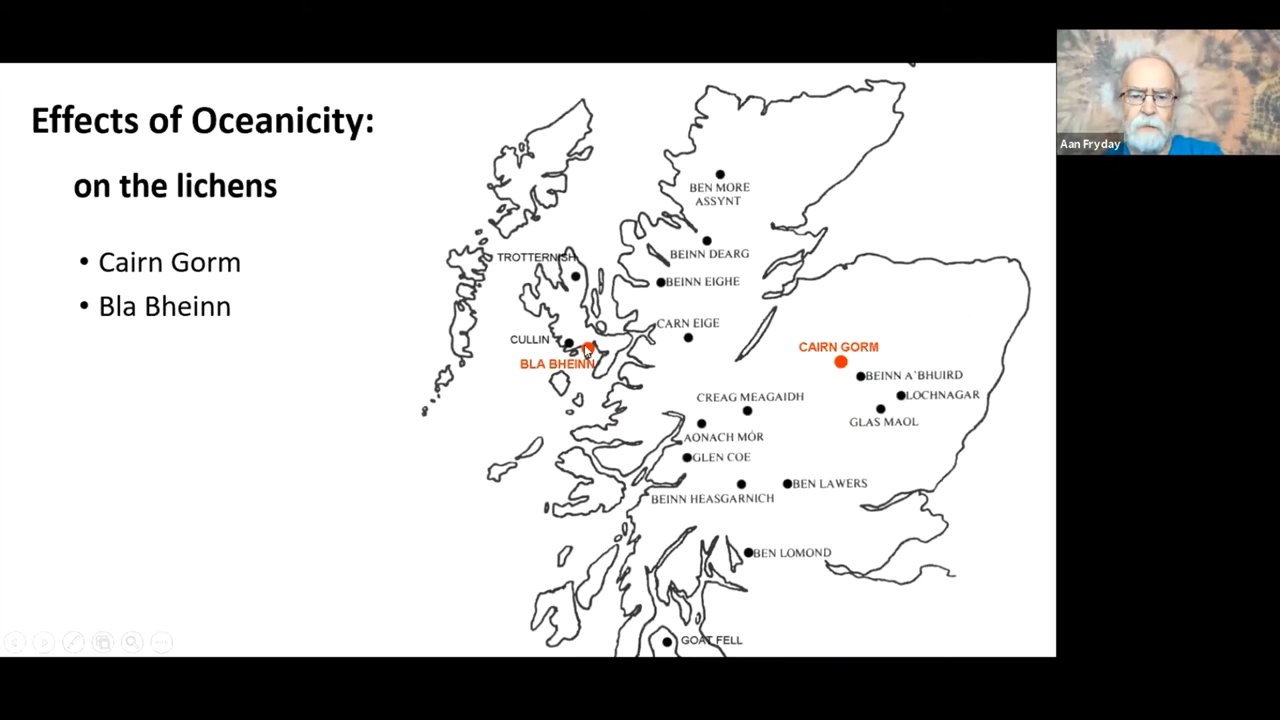 Effects of Oceanicity:
on the lichens
• Cairn Gorm
• Bla Bheinn
BEN MORE
ASSYNT
BEINN DEARG
TROTTERNISH
BEINN EIGHE
CARN EIGE
CULLIN
BLA BHEINN
CAIRN GORM
BEINN A`BHUIRD
LOCHNAGAR
GLAS MAOL
CREAG MEAGAIDH
AONACH MÓR
GLEN COE
BEINN HEASGARNICH
BEN LAWERS
BEN LOMOND
GOAT FELL
Aan Fryday